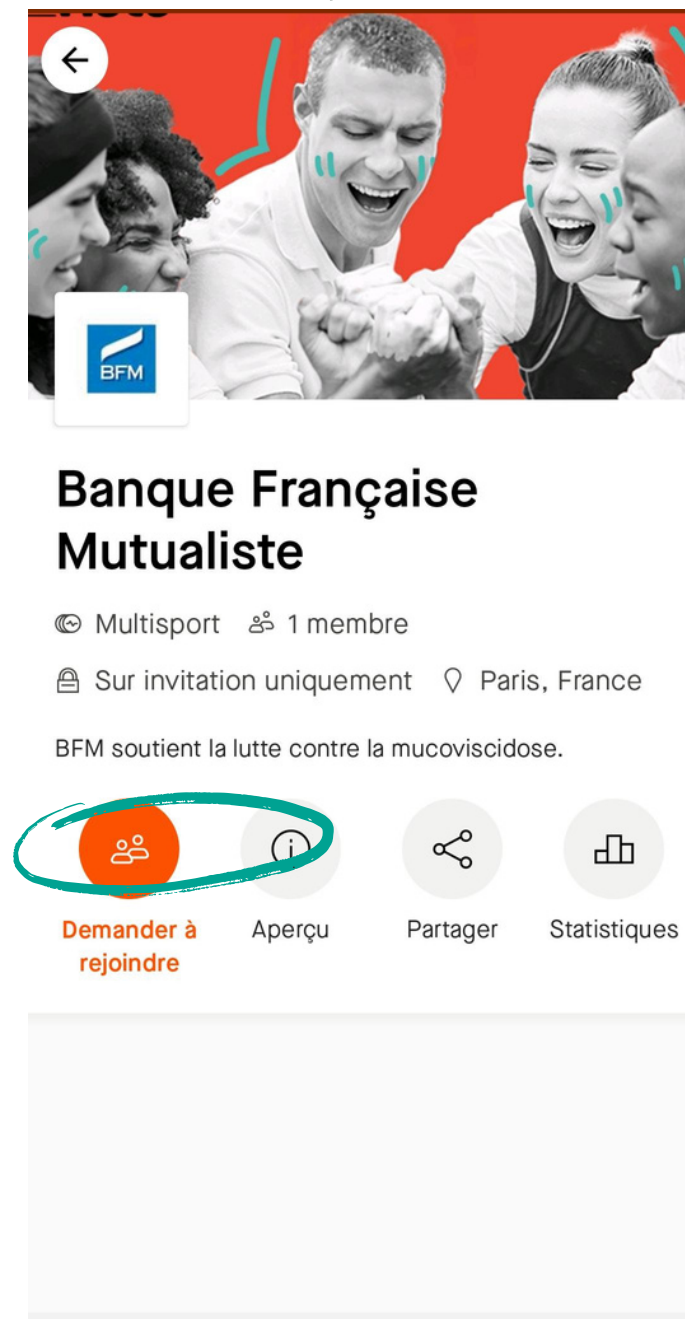 BFM
Banque Française
Mutualiste
Multisport 1 membre
Sur invitation uniquement Paris, France
BFM soutient la lutte contre la mucoviscidose.
Demander à
rejoindre
Aperçu
Partager
Statistiques